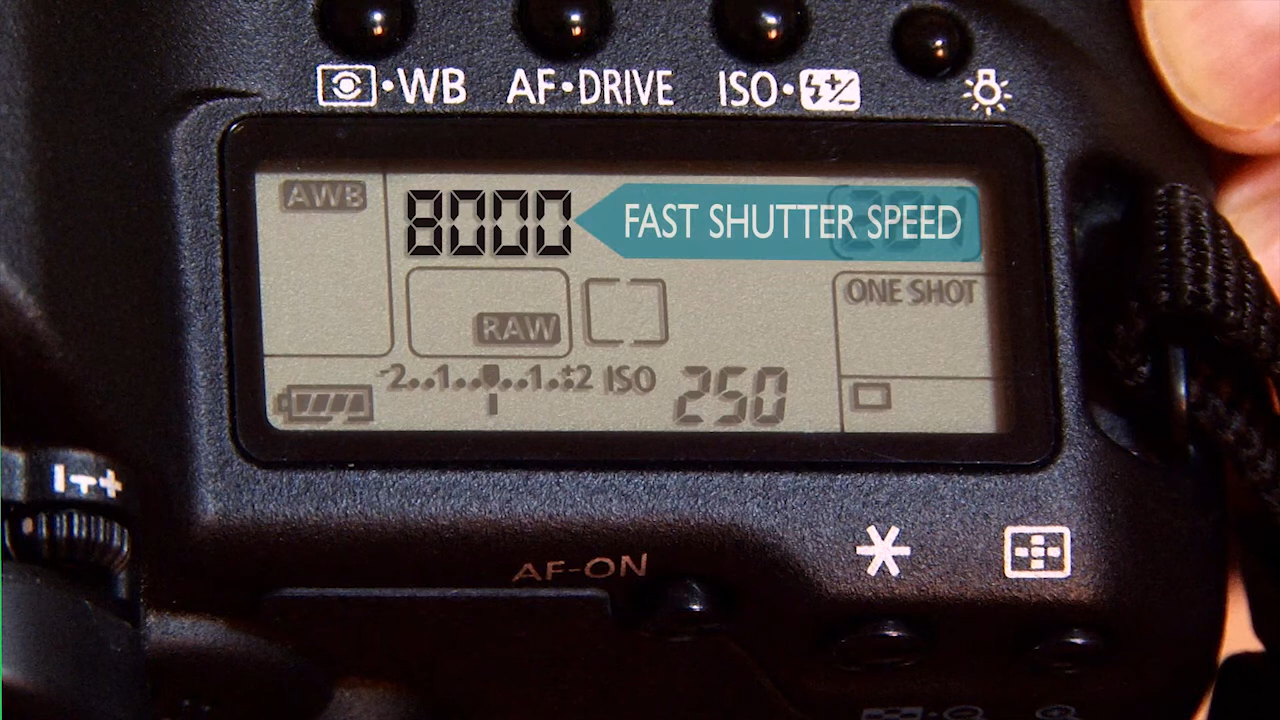 WB AF•DRIVE ISO•
AWB
8000
FAST SHUTTER SPEED
ONE SHOT
RAW
-2..1..▪..1.:+2 ISO 250
AF-ON